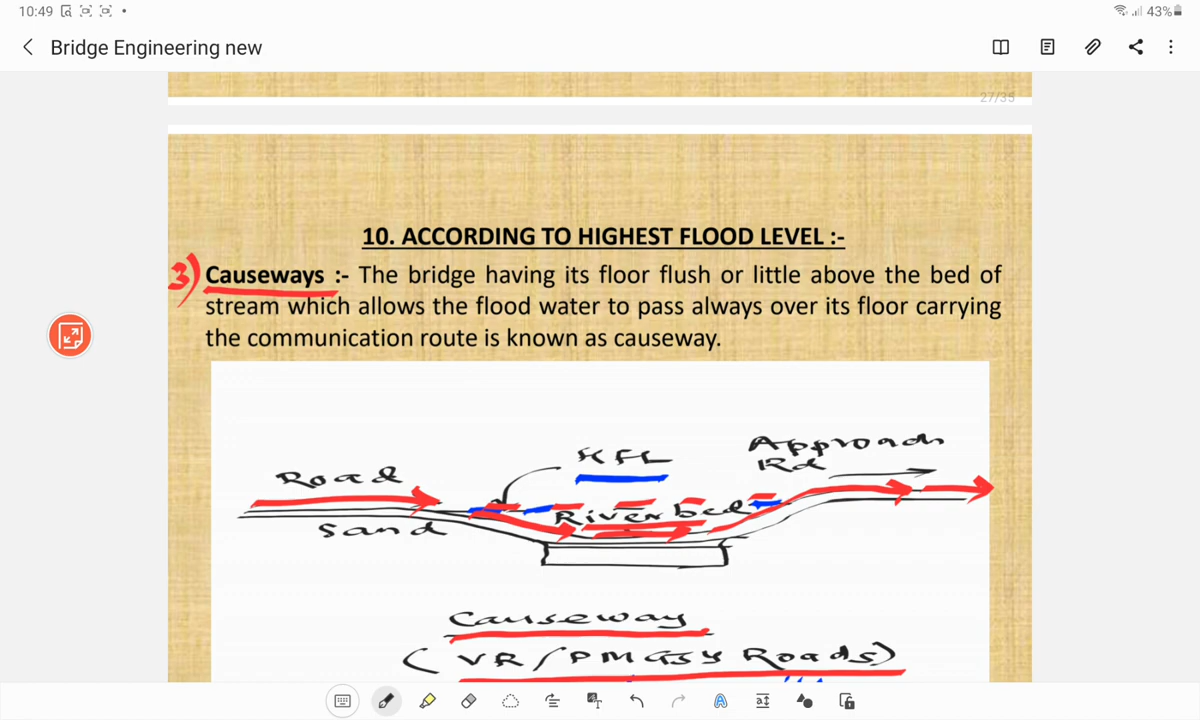 10:49
43%
Bridge Engineering new
27/35
10. ACCORDING TO HIGHEST FLOOD LEVEL :-
3) Causeways :- The bridge having its floor flush or little above the bed of
stream which allows the flood water to pass always over its floor carrying
the communication route is known as causeway.
HFL
Approach
Rd
Road
Riverbed
Sand
Causeway
( VR / PMGSY Roads)